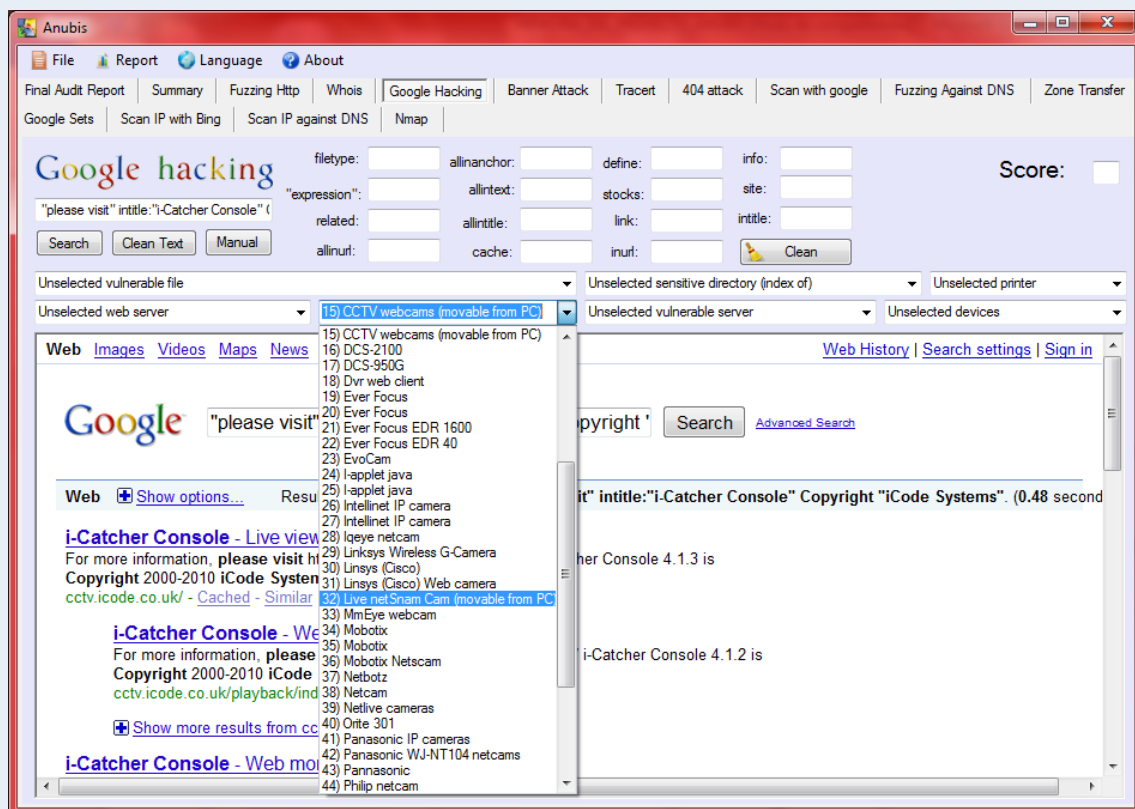 Anubis
File Report Language About
Final Audit Report Summary Fuzzing Http Whois Google Hacking Banner Attack Tracert 404 attack Scan with google Fuzzing Against DNS Zone Transfer
Google Sets Scan IP with Bing Scan IP against DNS Nmap
Google hacking
filetype: allinanchor: define: info:
Score:
"expression": allintext: stocks: site:
"please visit" intitle:"i-Catcher Console" (
related: allintitle: link: intitle:
Search Clean Text Manual
allinurl: cache: inurl: Clean
Unselected vulnerable file Unselected sensitive directory (index of) Unselected printer
Unselected web server 15) CCTV webcams (movable from PC) Unselected vulnerable server Unselected devices
15) CCTV webcams (movable from PC)
16) DCS-2100
17) DCS-950G
18) Dvr web client
19) Ever Focus
20) Ever Focus
21) Ever Focus EDR 1600
22) Ever Focus EDR 40
23) EvoCam
24) I-applet java
25) I-applet java
26) Intellinet IP camera
27) Intellinet IP camera
28) Iqeye netcam
29) Linksys Wireless G-Camera
30) Linsys (Cisco)
31) Linsys (Cisco) Web camera
32) Live netSnam Cam (movable from PC)
33) MmEye webcam
34) Mobotix
35) Mobotix
36) Mobotix Netscam
37) Netbotz
38) Netcam
39) Netlive cameras
40) Orite 301
41) Panasonic IP cameras
42) Panasonic WJ-NT104 netcams
43) Pannasonic
44) Philip netcam
Web Images Videos Maps News Web History | Search settings | Sign in
Google "please visit" pyright " Search Advanced Search
Web Show options... Resu it" intitle:"i-Catcher Console" Copyright "iCode Systems". (0.48 second
i-Catcher Console - Live view
For more information, please visit ht her Console 4.1.3 is
Copyright 2000-2010 iCode System
cctv.icode.co.uk/ - Cached - Similar
i-Catcher Console - We
For more information, please i-Catcher Console 4.1.2 is
Copyright 2000-2010 iCode
cctv.icode.co.uk/playback/ind
Show more results from cc
i-Catcher Console - Web mo